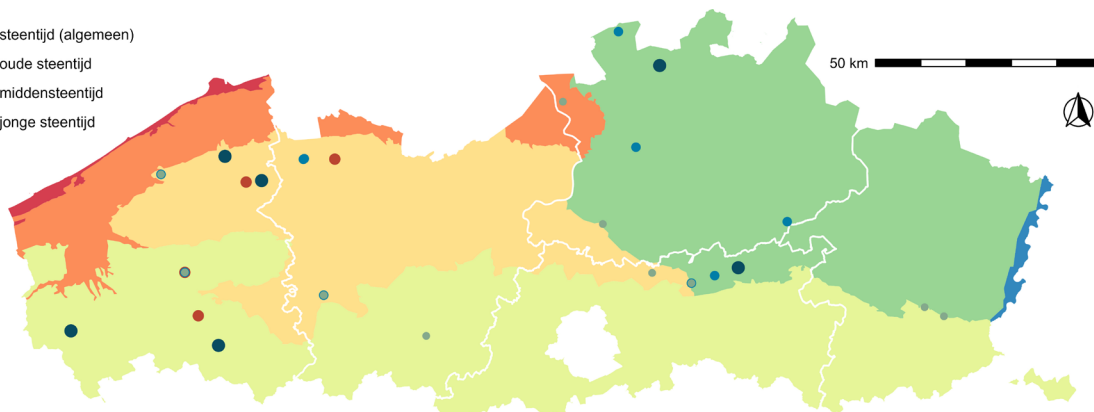 steentijd (algemeen)
oude steentijd
middensteentijd
jonge steentijd
50 km